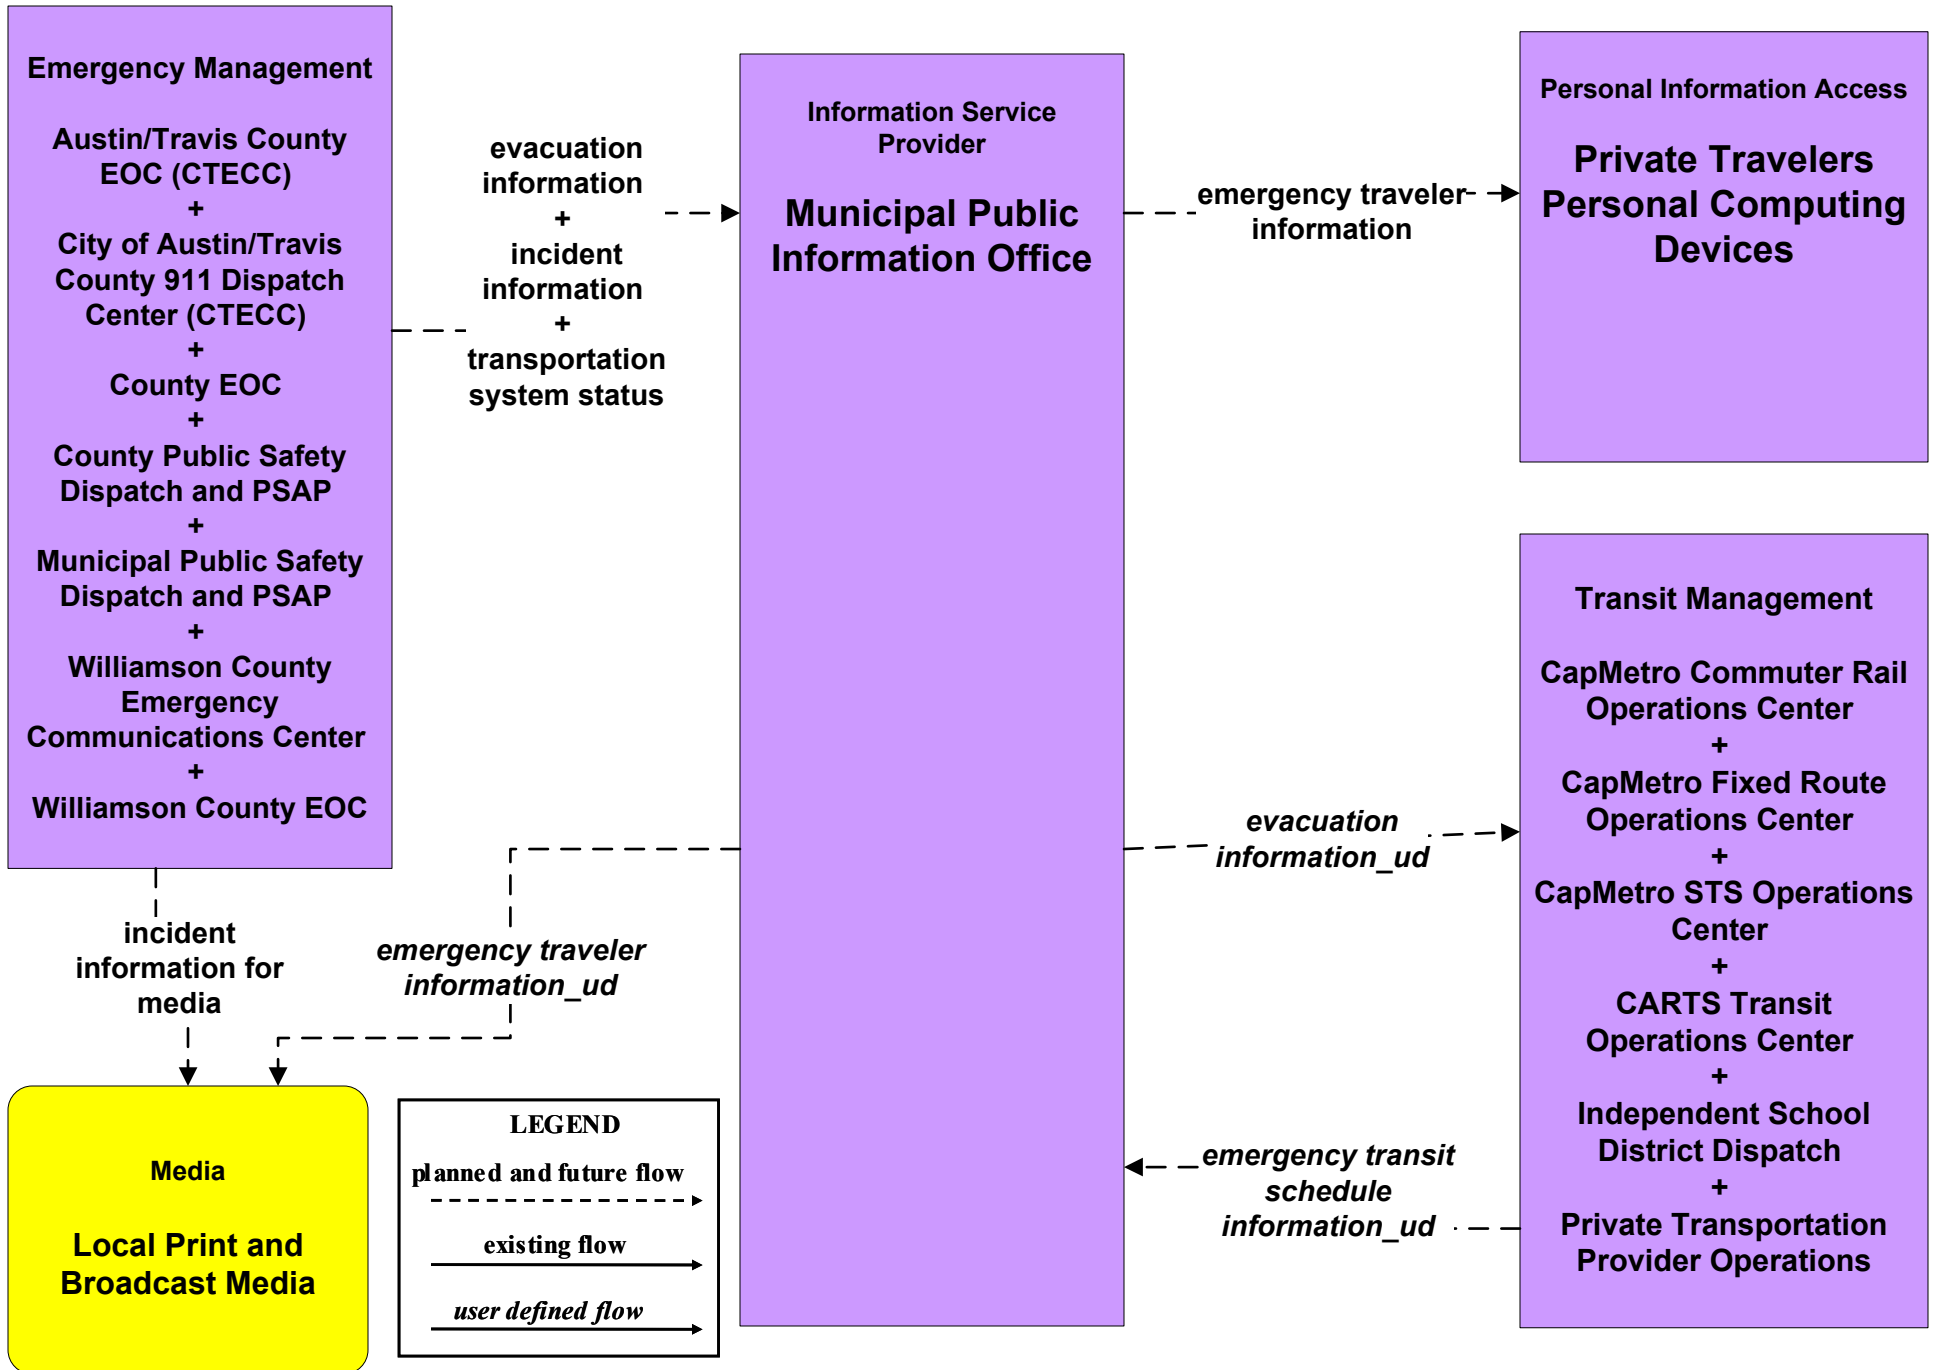 Emergency Management
Austin/Travis County
EOC (CTECC)
+
City of Austin/Travis
County 911 Dispatch
Center (CTECC)
+
County EOC
+
County Public Safety
Dispatch and PSAP
+
Municipal Public Safety
Dispatch and PSAP
+
Williamson County
Emergency
Communications Center
+
Williamson County EOC
evacuation
information
+
incident
information
+
transportation
system status
Information Service
Provider
Municipal Public
Information Office
emergency traveler
information
Personal Information Access
Private Travelers
Personal Computing
Devices
Transit Management
CapMetro Commuter Rail
Operations Center
+
CapMetro Fixed Route
Operations Center
+
CapMetro STS Operations
Center
+
CARTS Transit
Operations Center
+
Independent School
District Dispatch
+
Private Transportation
Provider Operations
evacuation
information_ud
emergency transit
schedule
information_ud
incident
information for
media
emergency traveler
information_ud
Media
Local Print and
Broadcast Media
LEGEND
planned and future flow
existing flow
user defined flow